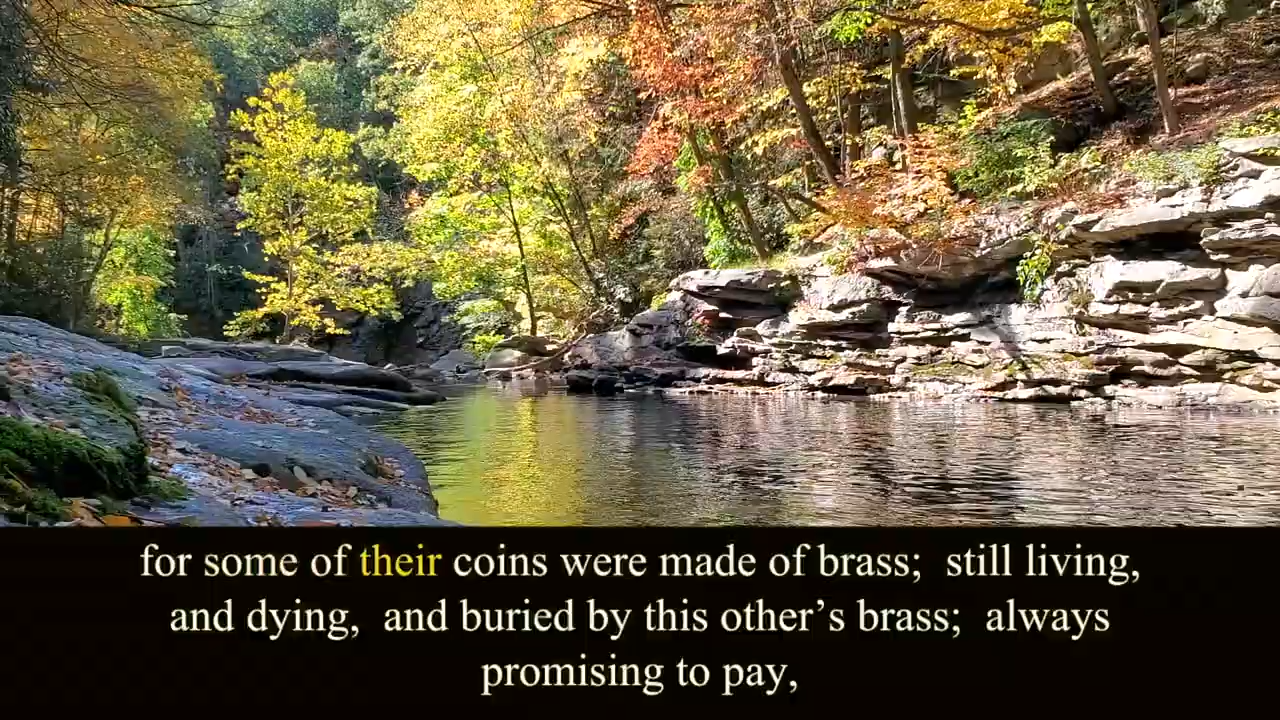 for some of their coins were made of brass;  still living,
and dying,  and buried by this other’s brass;  always
promising to pay,